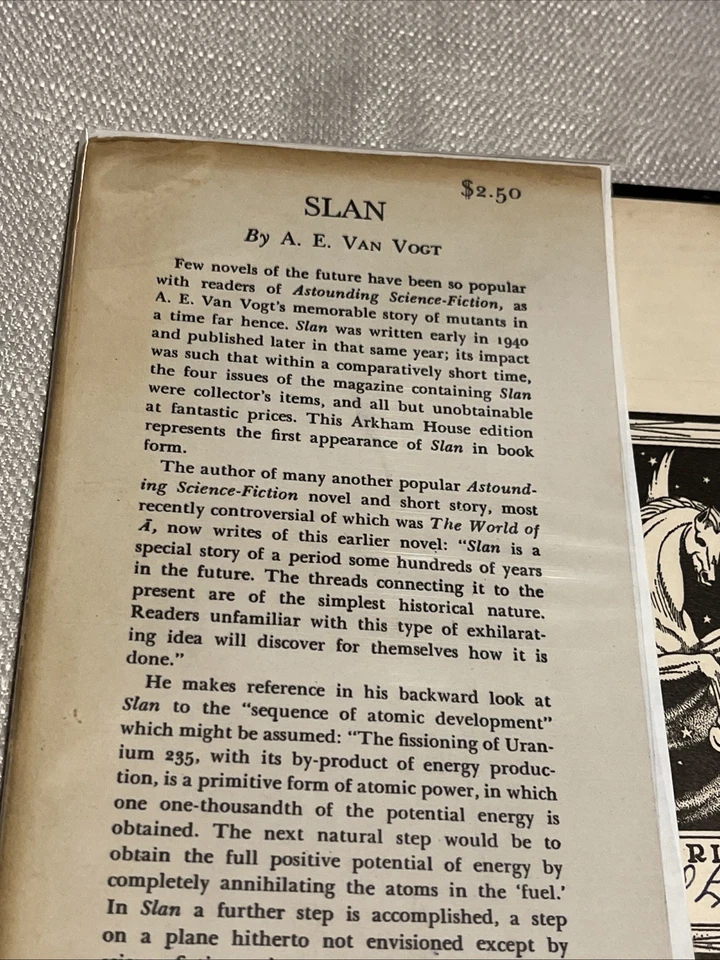 $2.50
SLAN
By A. E. VAN VOGT
Few novels of the future have been so popular
with readers of Astounding Science-Fiction, as
A. E. Van Vogt's memorable story of mutants in
a time far hence. Slan was written early in 1940
and published later in that same year; its impact
was such that within a comparatively short time,
the four issues of the magazine containing Slan
were collector's items, and all but unobtainable
at fantastic prices. This Arkham House edition
represents the first appearance of Slan in book
form.
The author of many another popular Astound-
ing Science-Fiction novel and short story, most
recently controversial of which was The World of
Ā, now writes of this earlier novel: “Slan is a
special story of a period some hundreds of years
in the future. The threads connecting it to the
present are of the simplest historical nature.
Readers unfamiliar with this type of exhilarat-
ing idea will discover for themselves how it is
done.”
He makes reference in his backward look at
Slan to the “sequence of atomic development”
which might be assumed: “The fissioning of Uran-
ium 235, with its by-product of energy produc-
tion, is a primitive form of atomic power, in which
one one-thousandth of the potential energy is
obtained. The next natural step would be to
obtain the full positive potential of energy by
completely annihilating the atoms in the ‘fuel.’
In Slan a further step is accomplished, a step
on a plane hitherto not envisioned except by